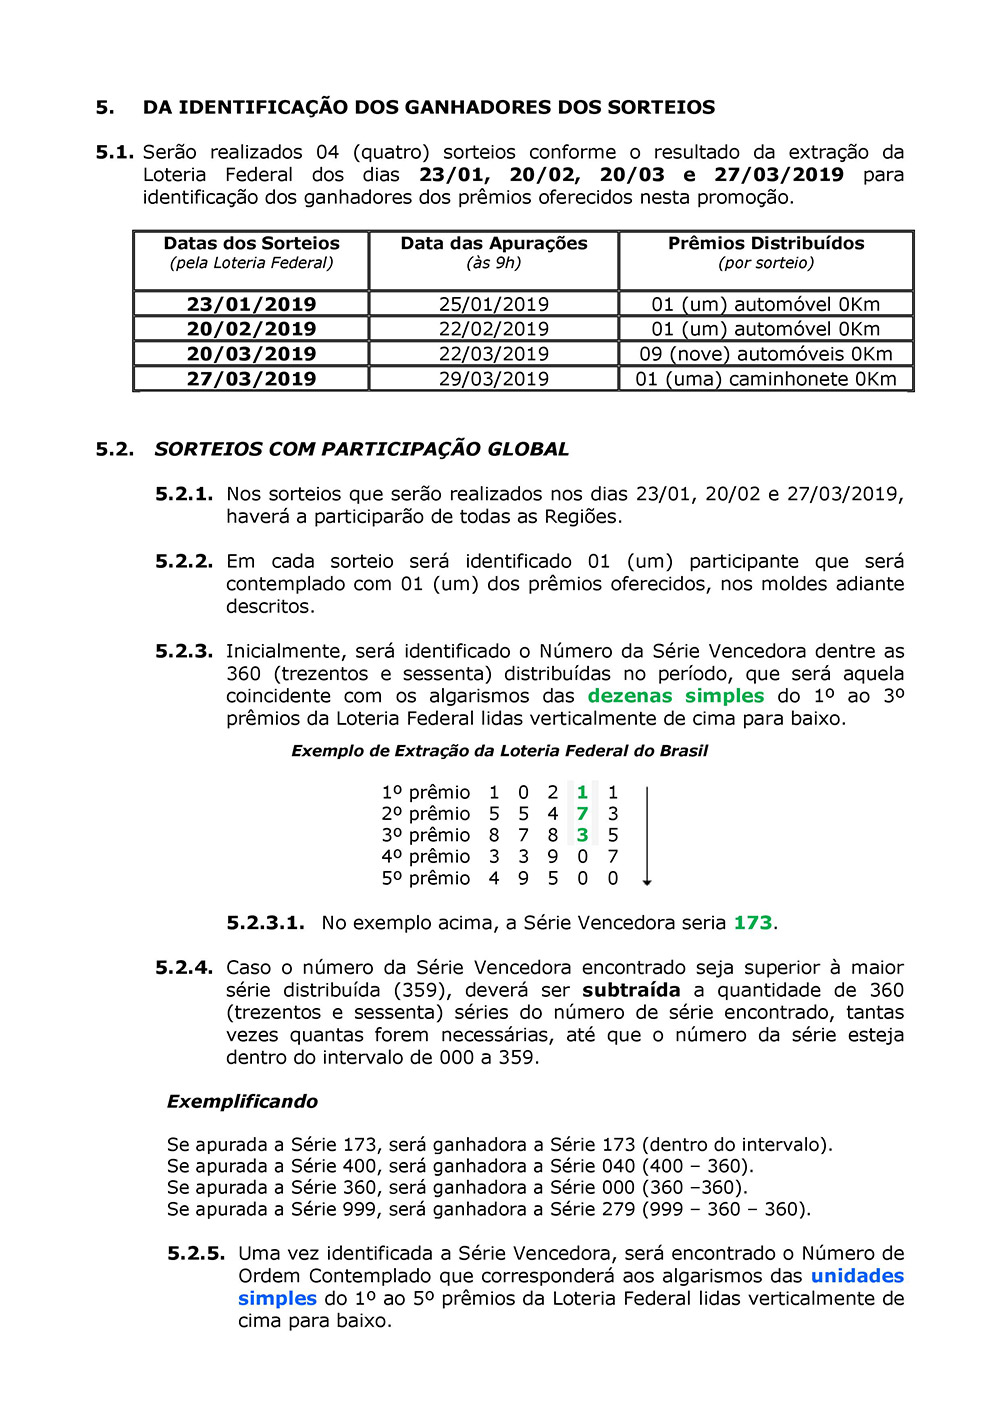 5. DA IDENTIFICAÇÃO DOS GANHADORES DOS SORTEIOS
5.1. Serão realizados 04 (quatro) sorteios conforme o resultado da extração da
Loteria Federal dos dias 23/01, 20/02, 20/03 e 27/03/2019 para
identificação dos ganhadores dos prêmios oferecidos nesta promoção.
Datas dos Sorteios Data das Apurações Prêmios Distribuídos
(pela Loteria Federal) (às 9h) (por sorteio)
23/01/2019 25/01/2019 01 (um) automóvel 0Km
20/02/2019 22/02/2019 01 (um) automóvel 0Km
20/03/2019 22/03/2019 09 (nove) automóveis 0Km
27/03/2019 29/03/2019 01 (uma) caminhonete 0Km
5.2. SORTEIOS COM PARTICIPAÇÃO GLOBAL
5.2.1. Nos sorteios que serão realizados nos dias 23/01, 20/02 e 27/03/2019,
haverá a participarão de todas as Regiões.
5.2.2. Em cada sorteio será identificado 01 (um) participante que será
contemplado com 01 (um) dos prêmios oferecidos, nos moldes adiante
descritos.
5.2.3. Inicialmente, será identificado o Número da Série Vencedora dentre as
360 (trezentos e sessenta) distribuídas no período, que será aquela
coincidente com os algarismos das dezenas simples do 1º ao 3º
prêmios da Loteria Federal lidas verticalmente de cima para baixo.
Exemplo de Extração da Loteria Federal do Brasil
1º prêmio 1 0 2 1 1
2º prêmio 5 5 4 7 3
3º prêmio 8 7 8 3 5
4º prêmio 3 3 9 0 7
5º prêmio 4 9 5 0 0
5.2.3.1. No exemplo acima, a Série Vencedora seria 173.
5.2.4. Caso o número da Série Vencedora encontrado seja superior à maior
série distribuída (359), deverá ser subtraída a quantidade de 360
(trezentos e sessenta) séries do número de série encontrado, tantas
vezes quantas forem necessárias, até que o número da série esteja
dentro do intervalo de 000 a 359.
Exemplificando
Se apurada a Série 173, será ganhadora a Série 173 (dentro do intervalo).
Se apurada a Série 400, será ganhadora a Série 040 (400 – 360).
Se apurada a Série 360, será ganhadora a Série 000 (360 –360).
Se apurada a Série 999, será ganhadora a Série 279 (999 – 360 – 360).
5.2.5. Uma vez identificada a Série Vencedora, será encontrado o Número de
Ordem Contemplado que corresponderá aos algarismos das unidades
simples do 1º ao 5º prêmios da Loteria Federal lidas verticalmente de
cima para baixo.